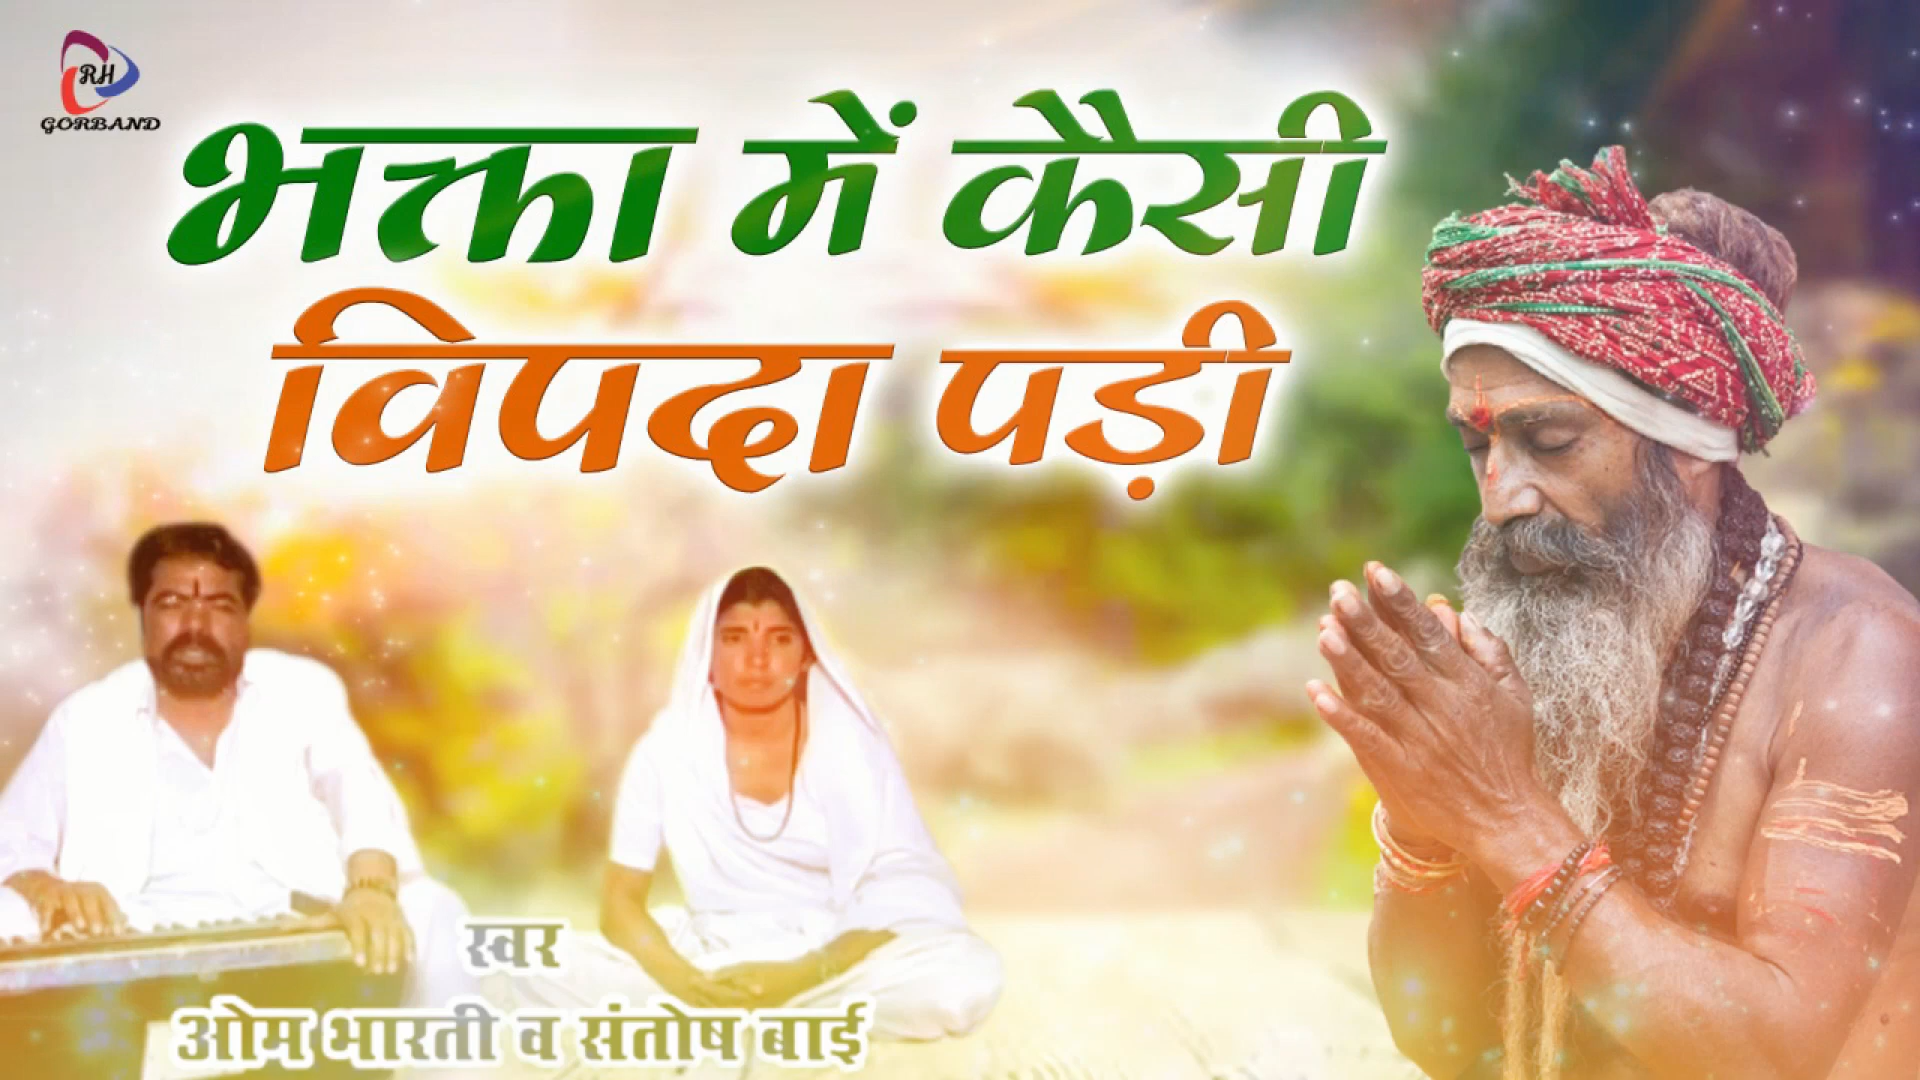 RH
GORBAND
भक्ता में कैसी
विपदा पड़ी
स्वर
ओम भारती व संतोष बाई